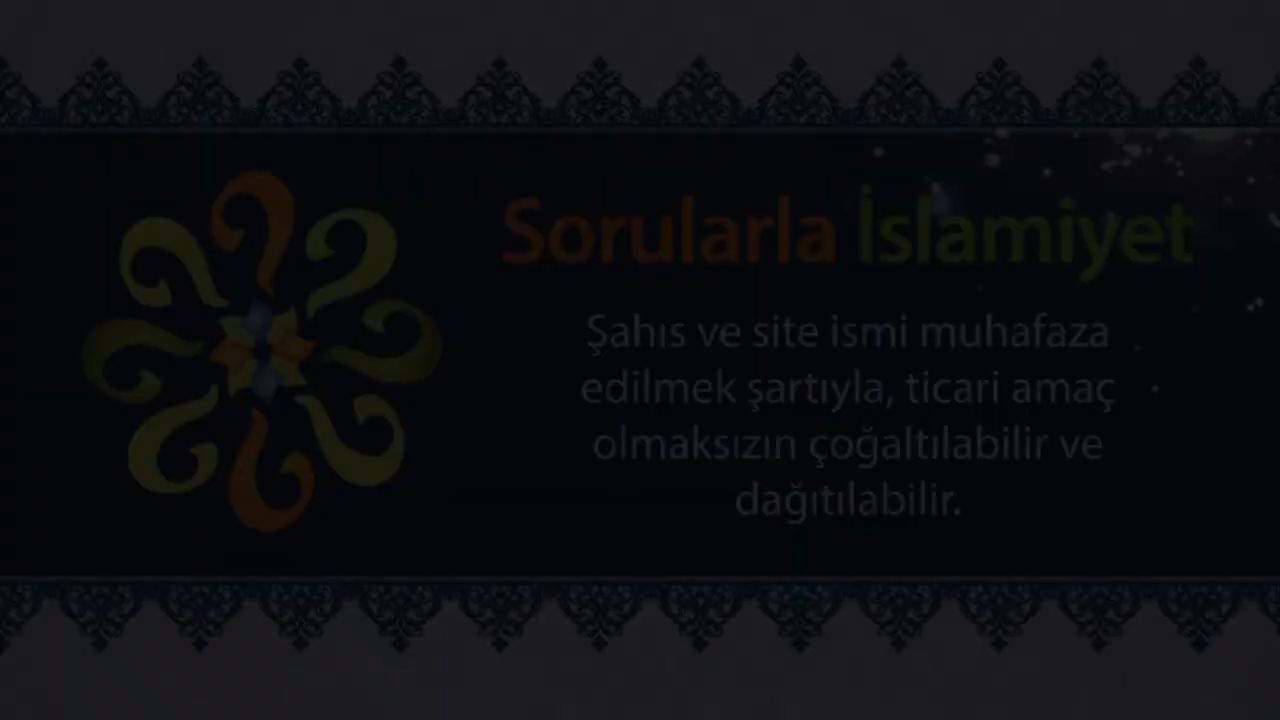 Sorularla İslamiyet
Şahıs ve site ismi muhafaza
edilmek şartıyla, ticari amaç
olmaksızın çoğaltılabilir ve
dağıtılabilir.